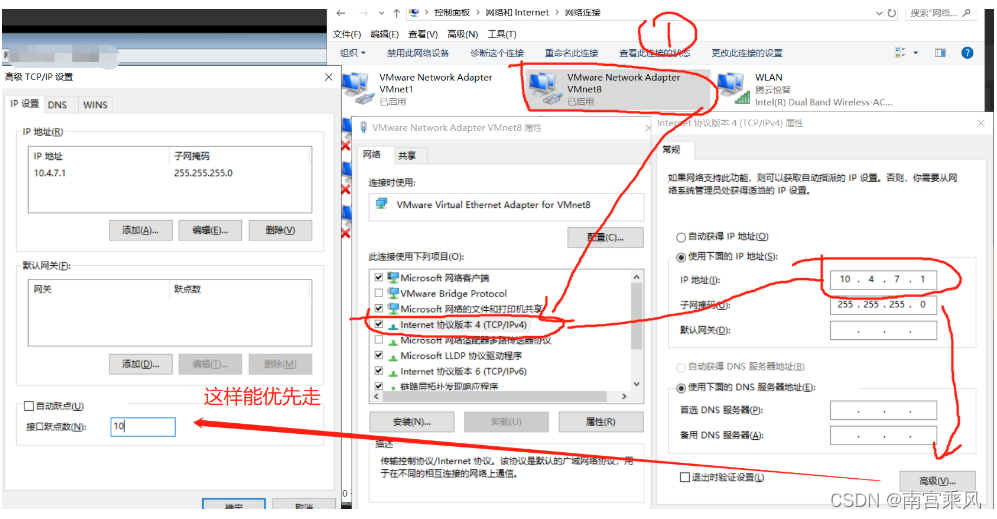 控制面板 > 网络和 Internet > 网络连接
搜索"网络...
文件(F) 编辑(E) 查看(V) 高级(N) 工具(T)
组织 禁用此网络设备 诊断这个连接 重命名此连接 查看此连接的状态 更改此连接的设置
1
VMware Network Adapter
VMnet1
已启用
VMware Network Adapter
VMnet8
已启用
WLAN
腾云悦智
Intel(R) Dual Band Wireless-AC...
高级 TCP/IP 设置
IP 设置 DNS WINS
IP 地址(R)
IP 地址 子网掩码
10.4.7.1 255.255.255.0
添加(A)... 编辑(E)... 删除(V)
默认网关(F):
网关 跃点数
添加(D)... 编辑(T)... 删除(M)
自动跃点(U)
接口跃点数(N): 10
确定 取消
这样能优先走
VMware Network Adapter VMnet8 属性
网络 共享
连接时使用:
VMware Virtual Ethernet Adapter for VMnet8
配置(C)...
此连接使用下列项目(O):
Microsoft 网络客户端
VMware Bridge Protocol
Microsoft 网络的文件和打印机共享
Internet 协议版本 4 (TCP/IPv4)
Microsoft 网络适配器多路传送器协议
Microsoft LLDP 协议驱动程序
Internet 协议版本 6 (TCP/IPv6)
链路层拓扑发现响应程序
安装(N)... 卸载(U) 属性(R)
描述
传输控制协议/Internet 协议。该协议是默认的广域网络协议，用
于在不同的相互连接的网络上通信。
Internet 协议版本 4 (TCP/IPv4) 属性
常规
如果网络支持此功能，则可以获取自动指派的 IP 设置。否则，你需要从网
络系统管理员处获得适当的 IP 设置。
自动获得 IP 地址(O)
使用下面的 IP 地址(S):
IP 地址(I): 10 . 4 . 7 . 1
子网掩码(U): 255 . 255 . 255 . 0
默认网关(D): . . .
自动获得 DNS 服务器地址(B)
使用下面的 DNS 服务器地址(E):
首选 DNS 服务器(P): . . .
备用 DNS 服务器(A): . . .
退出时验证设置(L)
高级(V)...
CSDN @南宫乘风